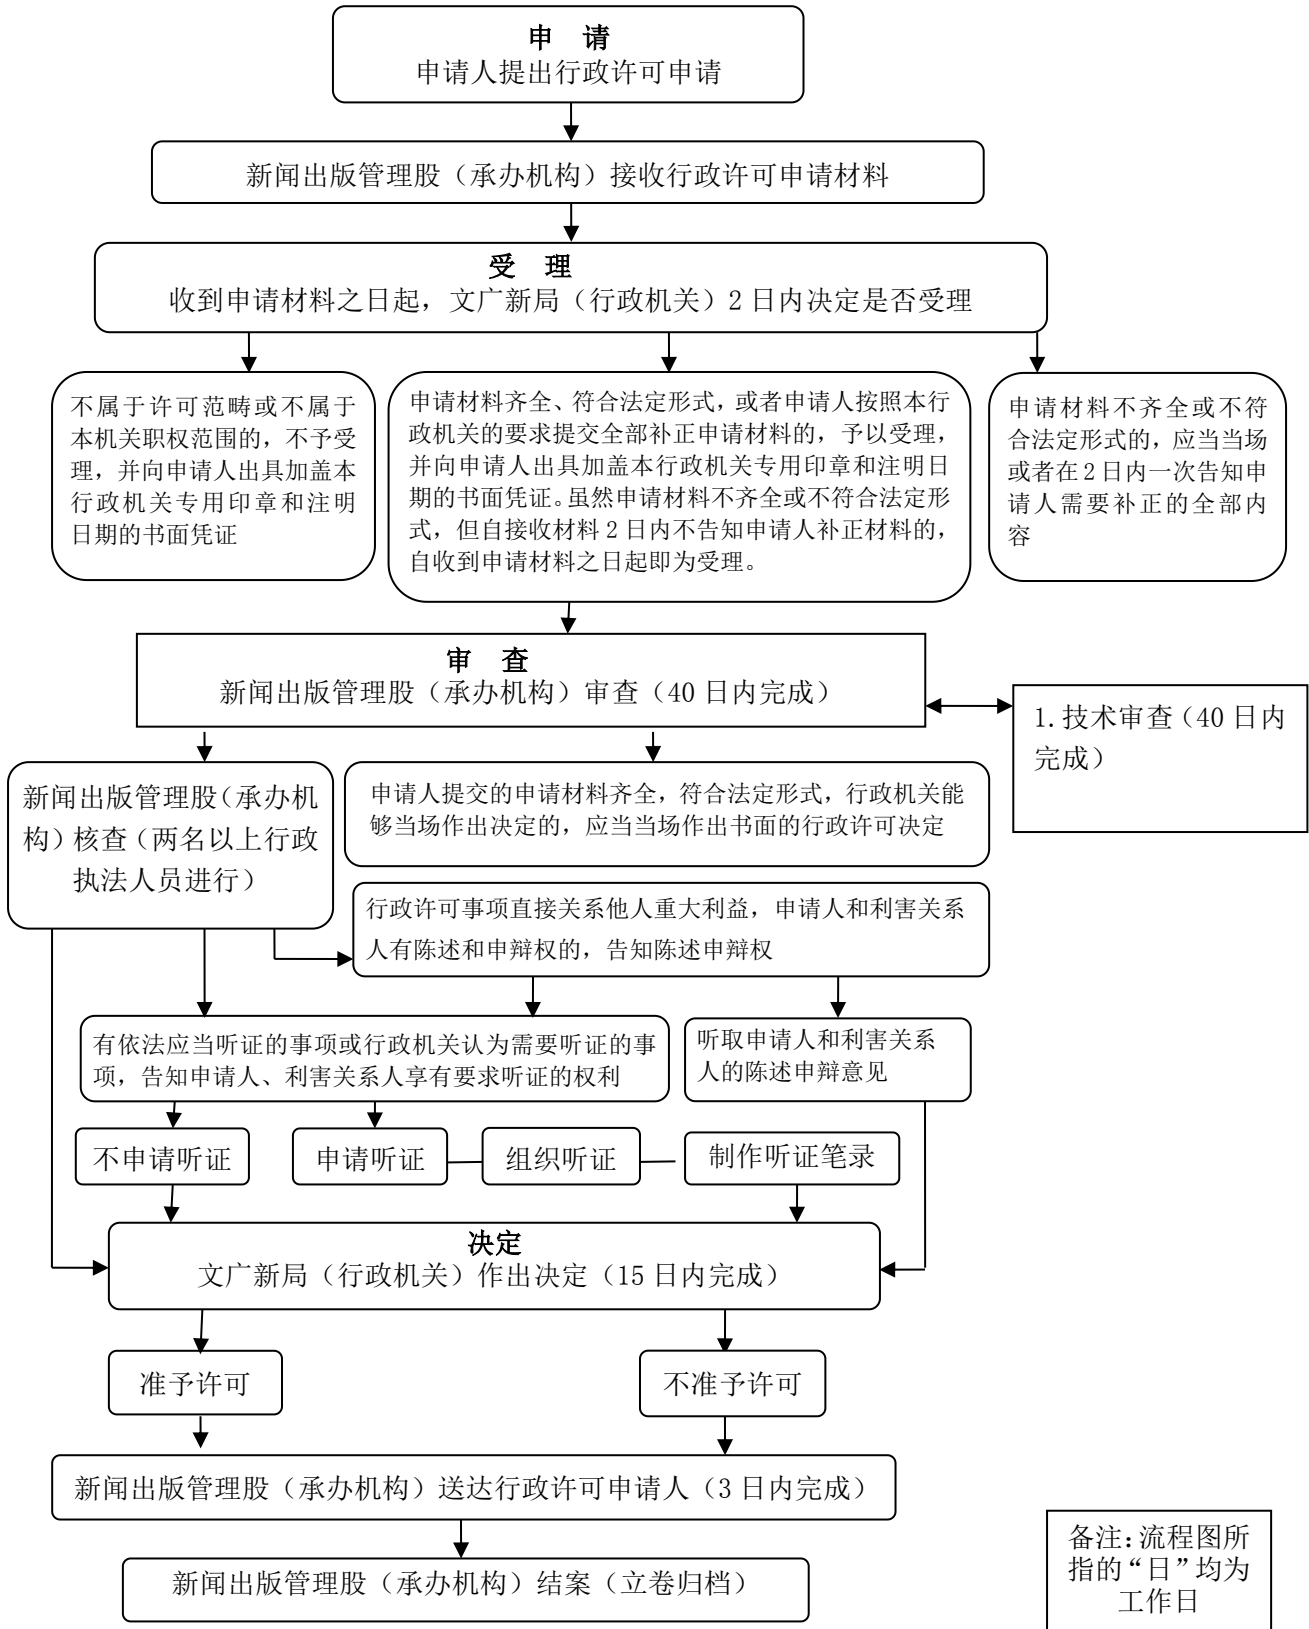 申　请
申请人提出行政许可申请
新闻出版管理股（承办机构）接收行政许可申请材料
受　理
收到申请材料之日起，文广新局（行政机关）2 日内决定是否受理
不属于许可范畴或不属于
本机关职权范围的，不予受
理，并向申请人出具加盖本
行政机关专用印章和注明
日期的书面凭证
申请材料齐全、符合法定形式，或者申请人按照本行
政机关的要求提交全部补正申请材料的，予以受理，
并向申请人出具加盖本行政机关专用印章和注明日
期的书面凭证。虽然申请材料不齐全或不符合法定形
式，但自接收材料 2 日内不告知申请人补正材料的，
自收到申请材料之日起即为受理。
申请材料不齐全或不符
合法定形式的，应当当场
或者在 2 日内一次告知申
请人需要补正的全部内
容
审　查
新闻出版管理股（承办机构）审查（40 日内完成）
1.技术审查（40 日内
完成）
新闻出版管理股（承办机
构）核查（两名以上行政
执法人员进行）
申请人提交的申请材料齐全，符合法定形式，行政机关能
够当场作出决定的，应当当场作出书面的行政许可决定
行政许可事项直接关系他人重大利益，申请人和利害关系
人有陈述和申辩权的，告知陈述申辩权
有依法应当听证的事项或行政机关认为需要听证的事
项，告知申请人、利害关系人享有要求听证的权利
听取申请人和利害关系
人的陈述申辩意见
不申请听证
申请听证
组织听证
制作听证笔录
决定
文广新局（行政机关）作出决定（15 日内完成）
准予许可
不准予许可
新闻出版管理股（承办机构）送达行政许可申请人（3 日内完成）
新闻出版管理股（承办机构）结案（立卷归档）
备注：流程图所
指的“日”均为
工作日